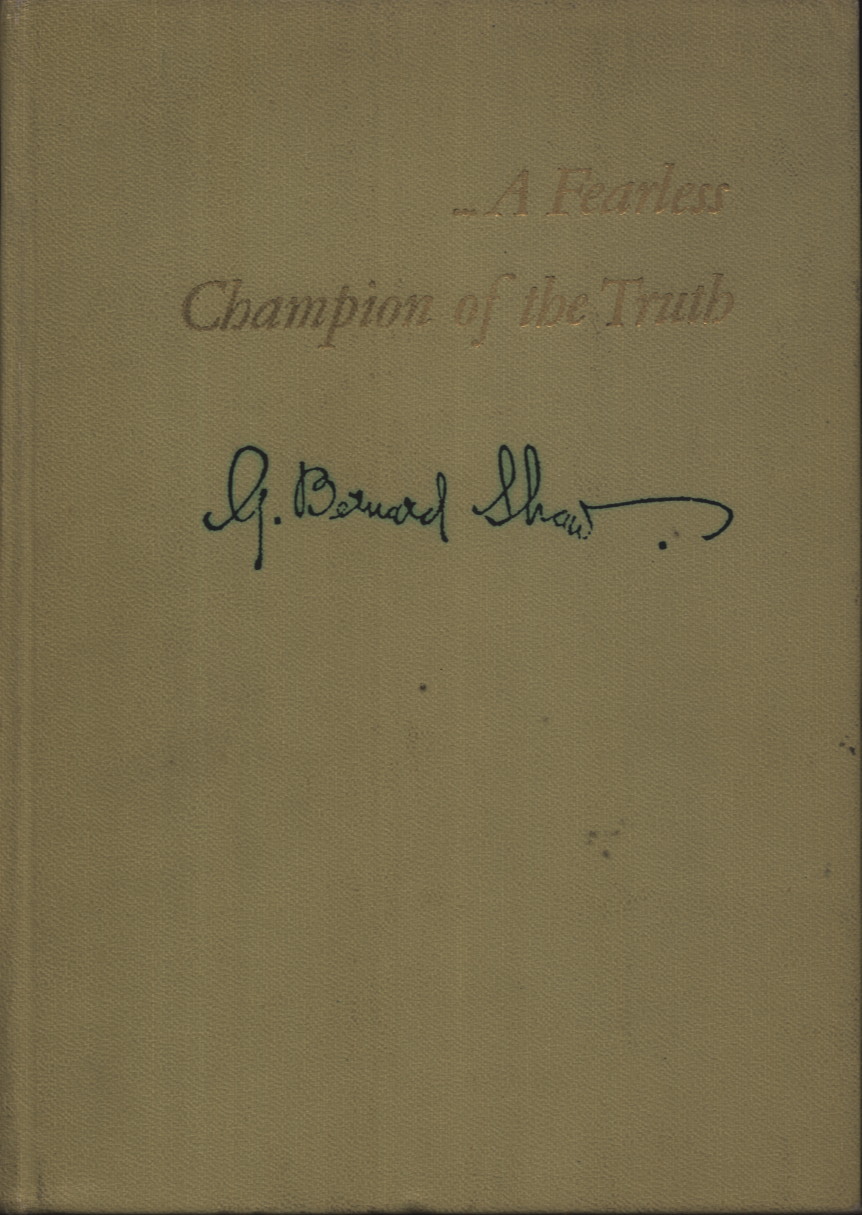 ...A Fearless
Champion of the Truth
G. Bernard Shaw.